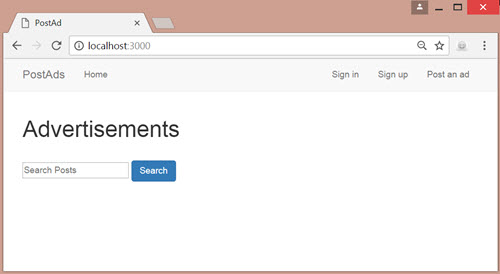 PostAd
localhost:3000
PostAds Home Sign in Sign up Post an ad
Advertisements
Search Posts Search